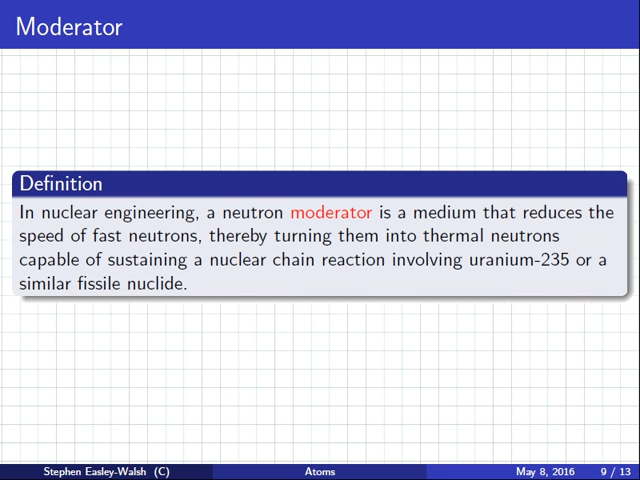 Moderator
Definition
In nuclear engineering, a neutron moderator is a medium that reduces the
speed of fast neutrons, thereby turning them into thermal neutrons
capable of sustaining a nuclear chain reaction involving uranium-235 or a
similar fissile nuclide.
Stephen Easley-Walsh (C) Atoms May 8, 2016 9 / 13